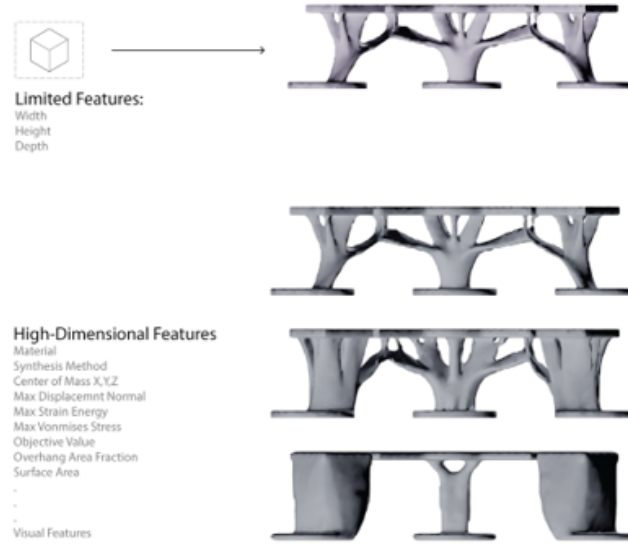 Limited Features:
Width
Height
Depth
High-Dimensional Features
Material
Synthesis Method
Center of Mass X,Y,Z
Max Displacemnt Normal
Max Strain Energy
Max Vonmises Stress
Objective Value
Overhang Area Fraction
Surface Area
.
.
.
Visual Features